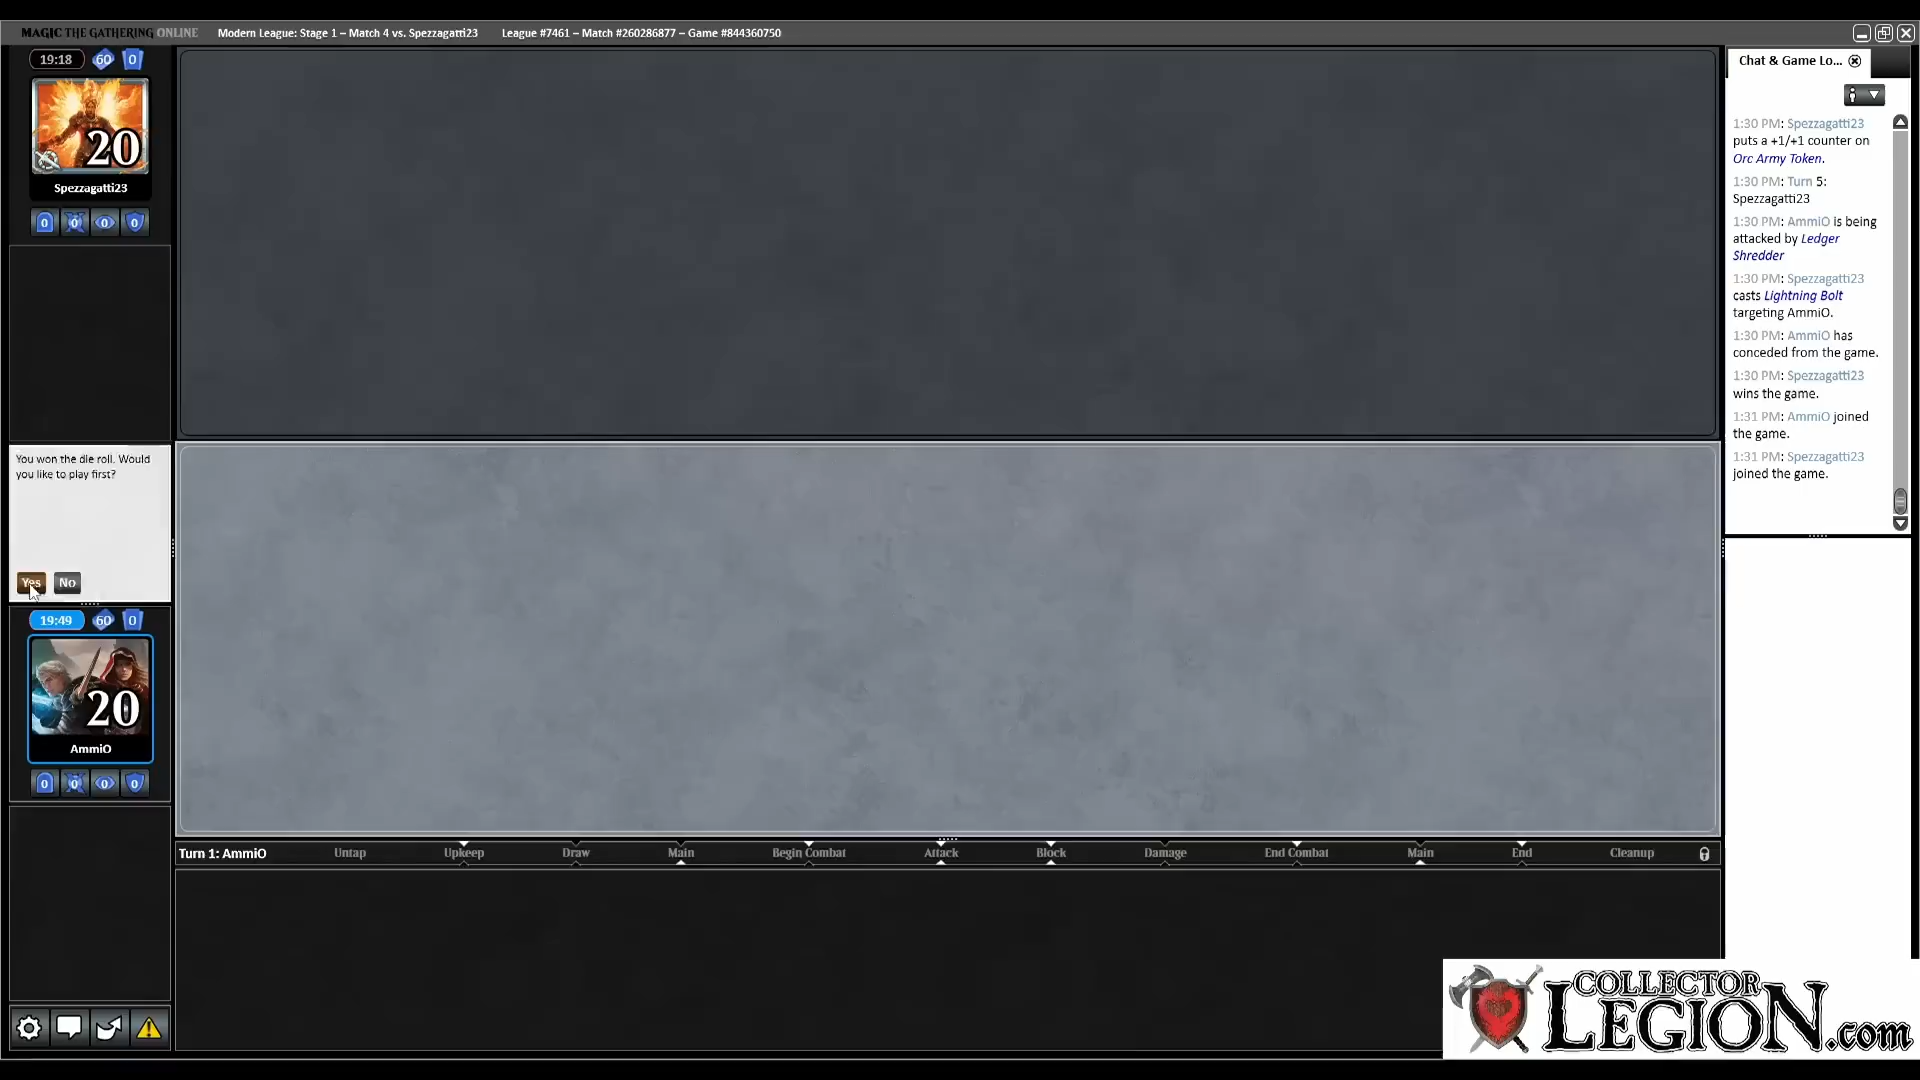 MAGIC THE GATHERING ONLINE
Modern League: Stage 1 – Match 4 vs. Spezzagatti23
League #7461 – Match #260286877 – Game #844360750
19:18 60 0
20
Spezzagatti23
0 0 0 0
You won the die roll. Would
you like to play first?
Yes No
19:49 60 0
20
AmmiO
0 0 0 0
Turn 1: AmmiO Untap Upkeep Draw Main Begin Combat Attack Block Damage End Combat Main End Cleanup
Chat & Game Lo...
1:30 PM: Spezzagatti23
puts a +1/+1 counter on
Orc Army Token.
1:30 PM: Turn 5:
Spezzagatti23
1:30 PM: AmmiO is being
attacked by Ledger
Shredder
1:30 PM: Spezzagatti23
casts Lightning Bolt
targeting AmmiO.
1:30 PM: AmmiO has
conceded from the game.
1:30 PM: Spezzagatti23
wins the game.
1:31 PM: AmmiO joined
the game.
1:31 PM: Spezzagatti23
joined the game.
COLLECTOR
LEGION.com